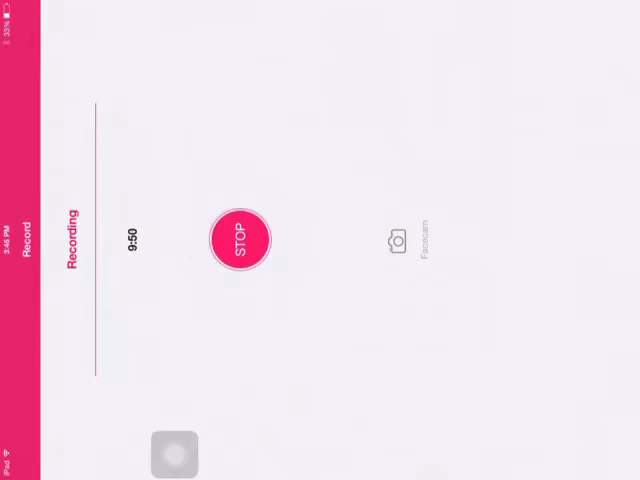 iPad 3:46 PM 33%
Record
Recording
9:50
STOP
Facecam